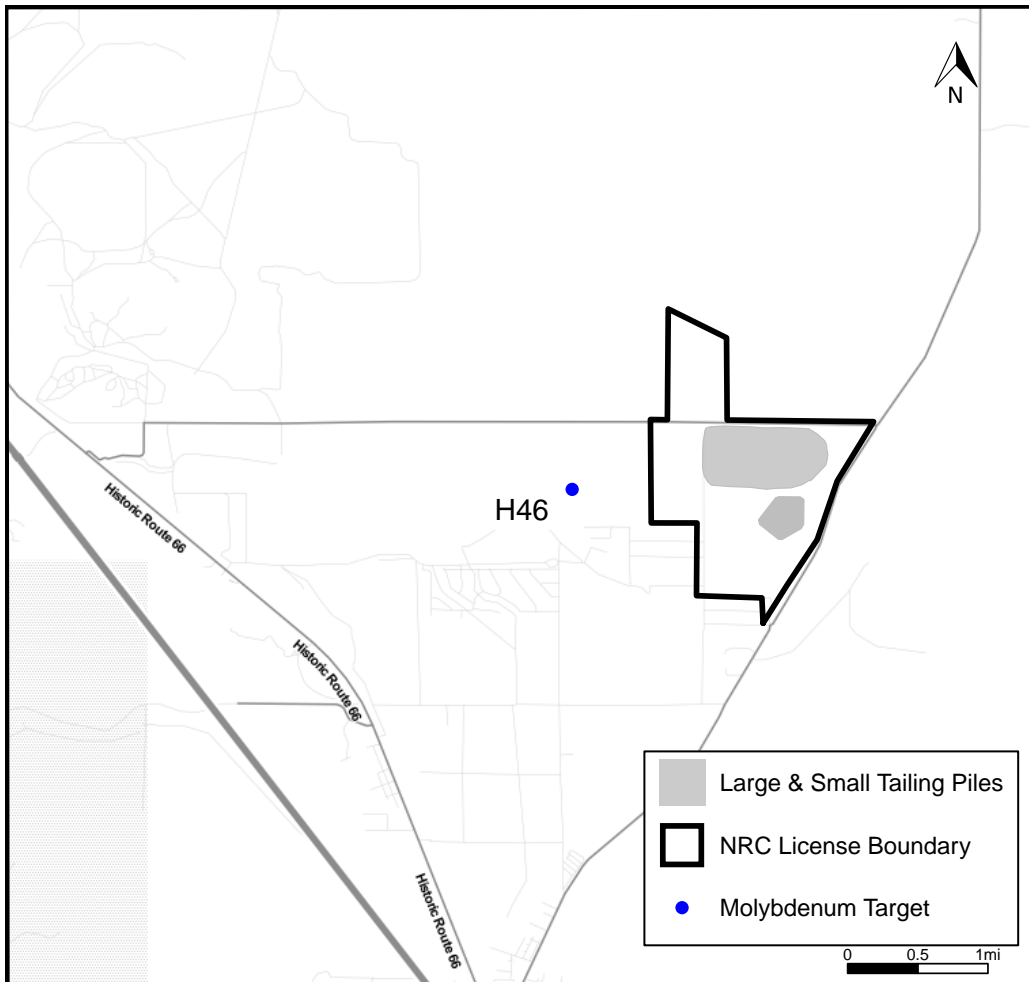 N
H46
Historic Route 66
Historic Route 66
Historic Route 66
Large & Small Tailing Piles
NRC License Boundary
Molybdenum Target
0 0.5 1mi